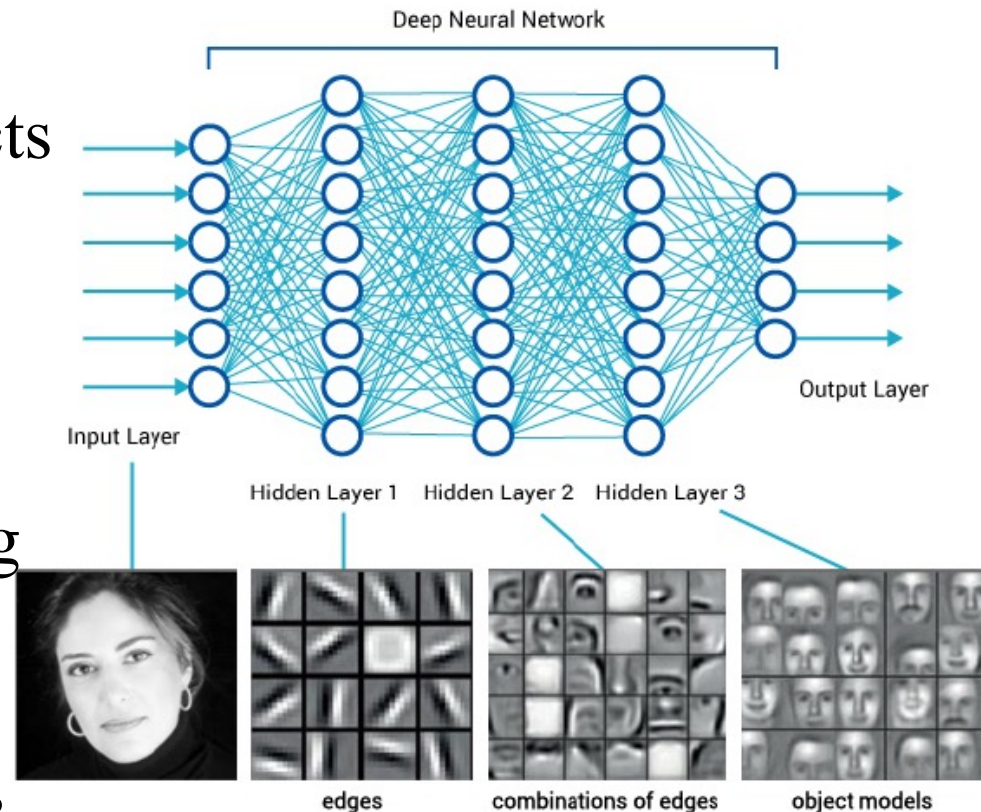 Deep Neural Network
cts
Output Layer
Input Layer
Hidden Layer 1 Hidden Layer 2 Hidden Layer 3
g
edges combinations of edges object models